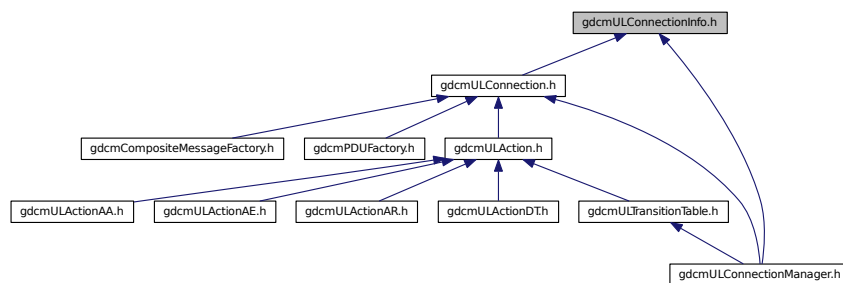 gdcmULConnectionInfo.h
gdcmULConnection.h
gdcmCompositeMessageFactory.h
gdcmPDUFactory.h
gdcmULAction.h
gdcmULActionAA.h
gdcmULActionAE.h
gdcmULActionAR.h
gdcmULActionDT.h
gdcmULTransitionTable.h
gdcmULConnectionManager.h